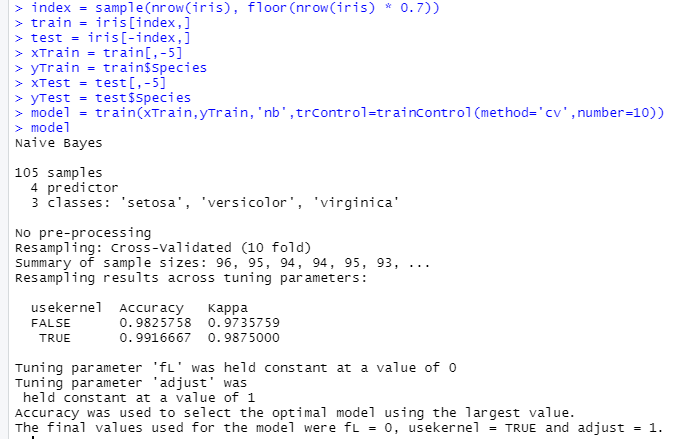 > index = sample(nrow(iris), floor(nrow(iris) * 0.7))
> train = iris[index,]
> test = iris[-index,]
> xTrain = train[,-5]
> yTrain = train$Species
> xTest = test[,-5]
> yTest = test$Species
> model = train(xTrain,yTrain,'nb',trControl=trainControl(method='cv',number=10))
> model
Naive Bayes

105 samples
  4 predictor
  3 classes: 'setosa', 'versicolor', 'virginica'

No pre-processing
Resampling: Cross-Validated (10 fold)
Summary of sample sizes: 96, 95, 94, 94, 95, 93, ...
Resampling results across tuning parameters:

  usekernel  Accuracy   Kappa
  FALSE      0.9825758  0.9735759
   TRUE      0.9916667  0.9875000

Tuning parameter 'fL' was held constant at a value of 0
Tuning parameter 'adjust' was
 held constant at a value of 1
Accuracy was used to select the optimal model using the largest value.
The final values used for the model were fL = 0, usekernel = TRUE and adjust = 1.